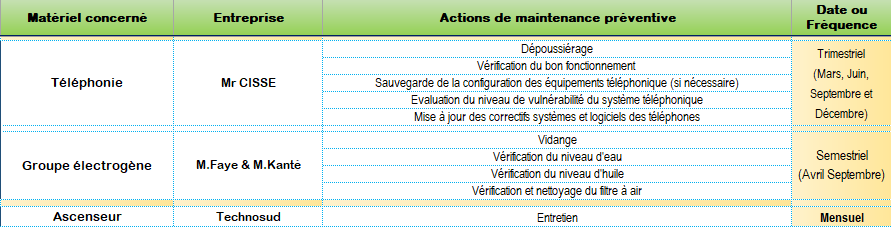 Matériel concerné Entreprise Actions de maintenance préventive Date ou Fréquence
Téléphonie Mr CISSE
Dépoussiérage
Vérification du bon fonctionnement
Sauvegarde de la configuration des équipements téléphonique (si nécessaire)
Evaluation du niveau de vulnérabilité du système téléphonique
Mise à jour des correctifs systèmes et logiciels des téléphones
Trimestriel
(Mars, Juin,
Septembre et
Décembre)
Groupe électrogène M.Faye & M.Kanté
Vidange
Vérification du niveau d'eau
Vérification du niveau d'huile
Vérification et nettoyage du filtre à air
Semestriel
(Avril Septembre)
Ascenseur Technosud Entretien Mensuel